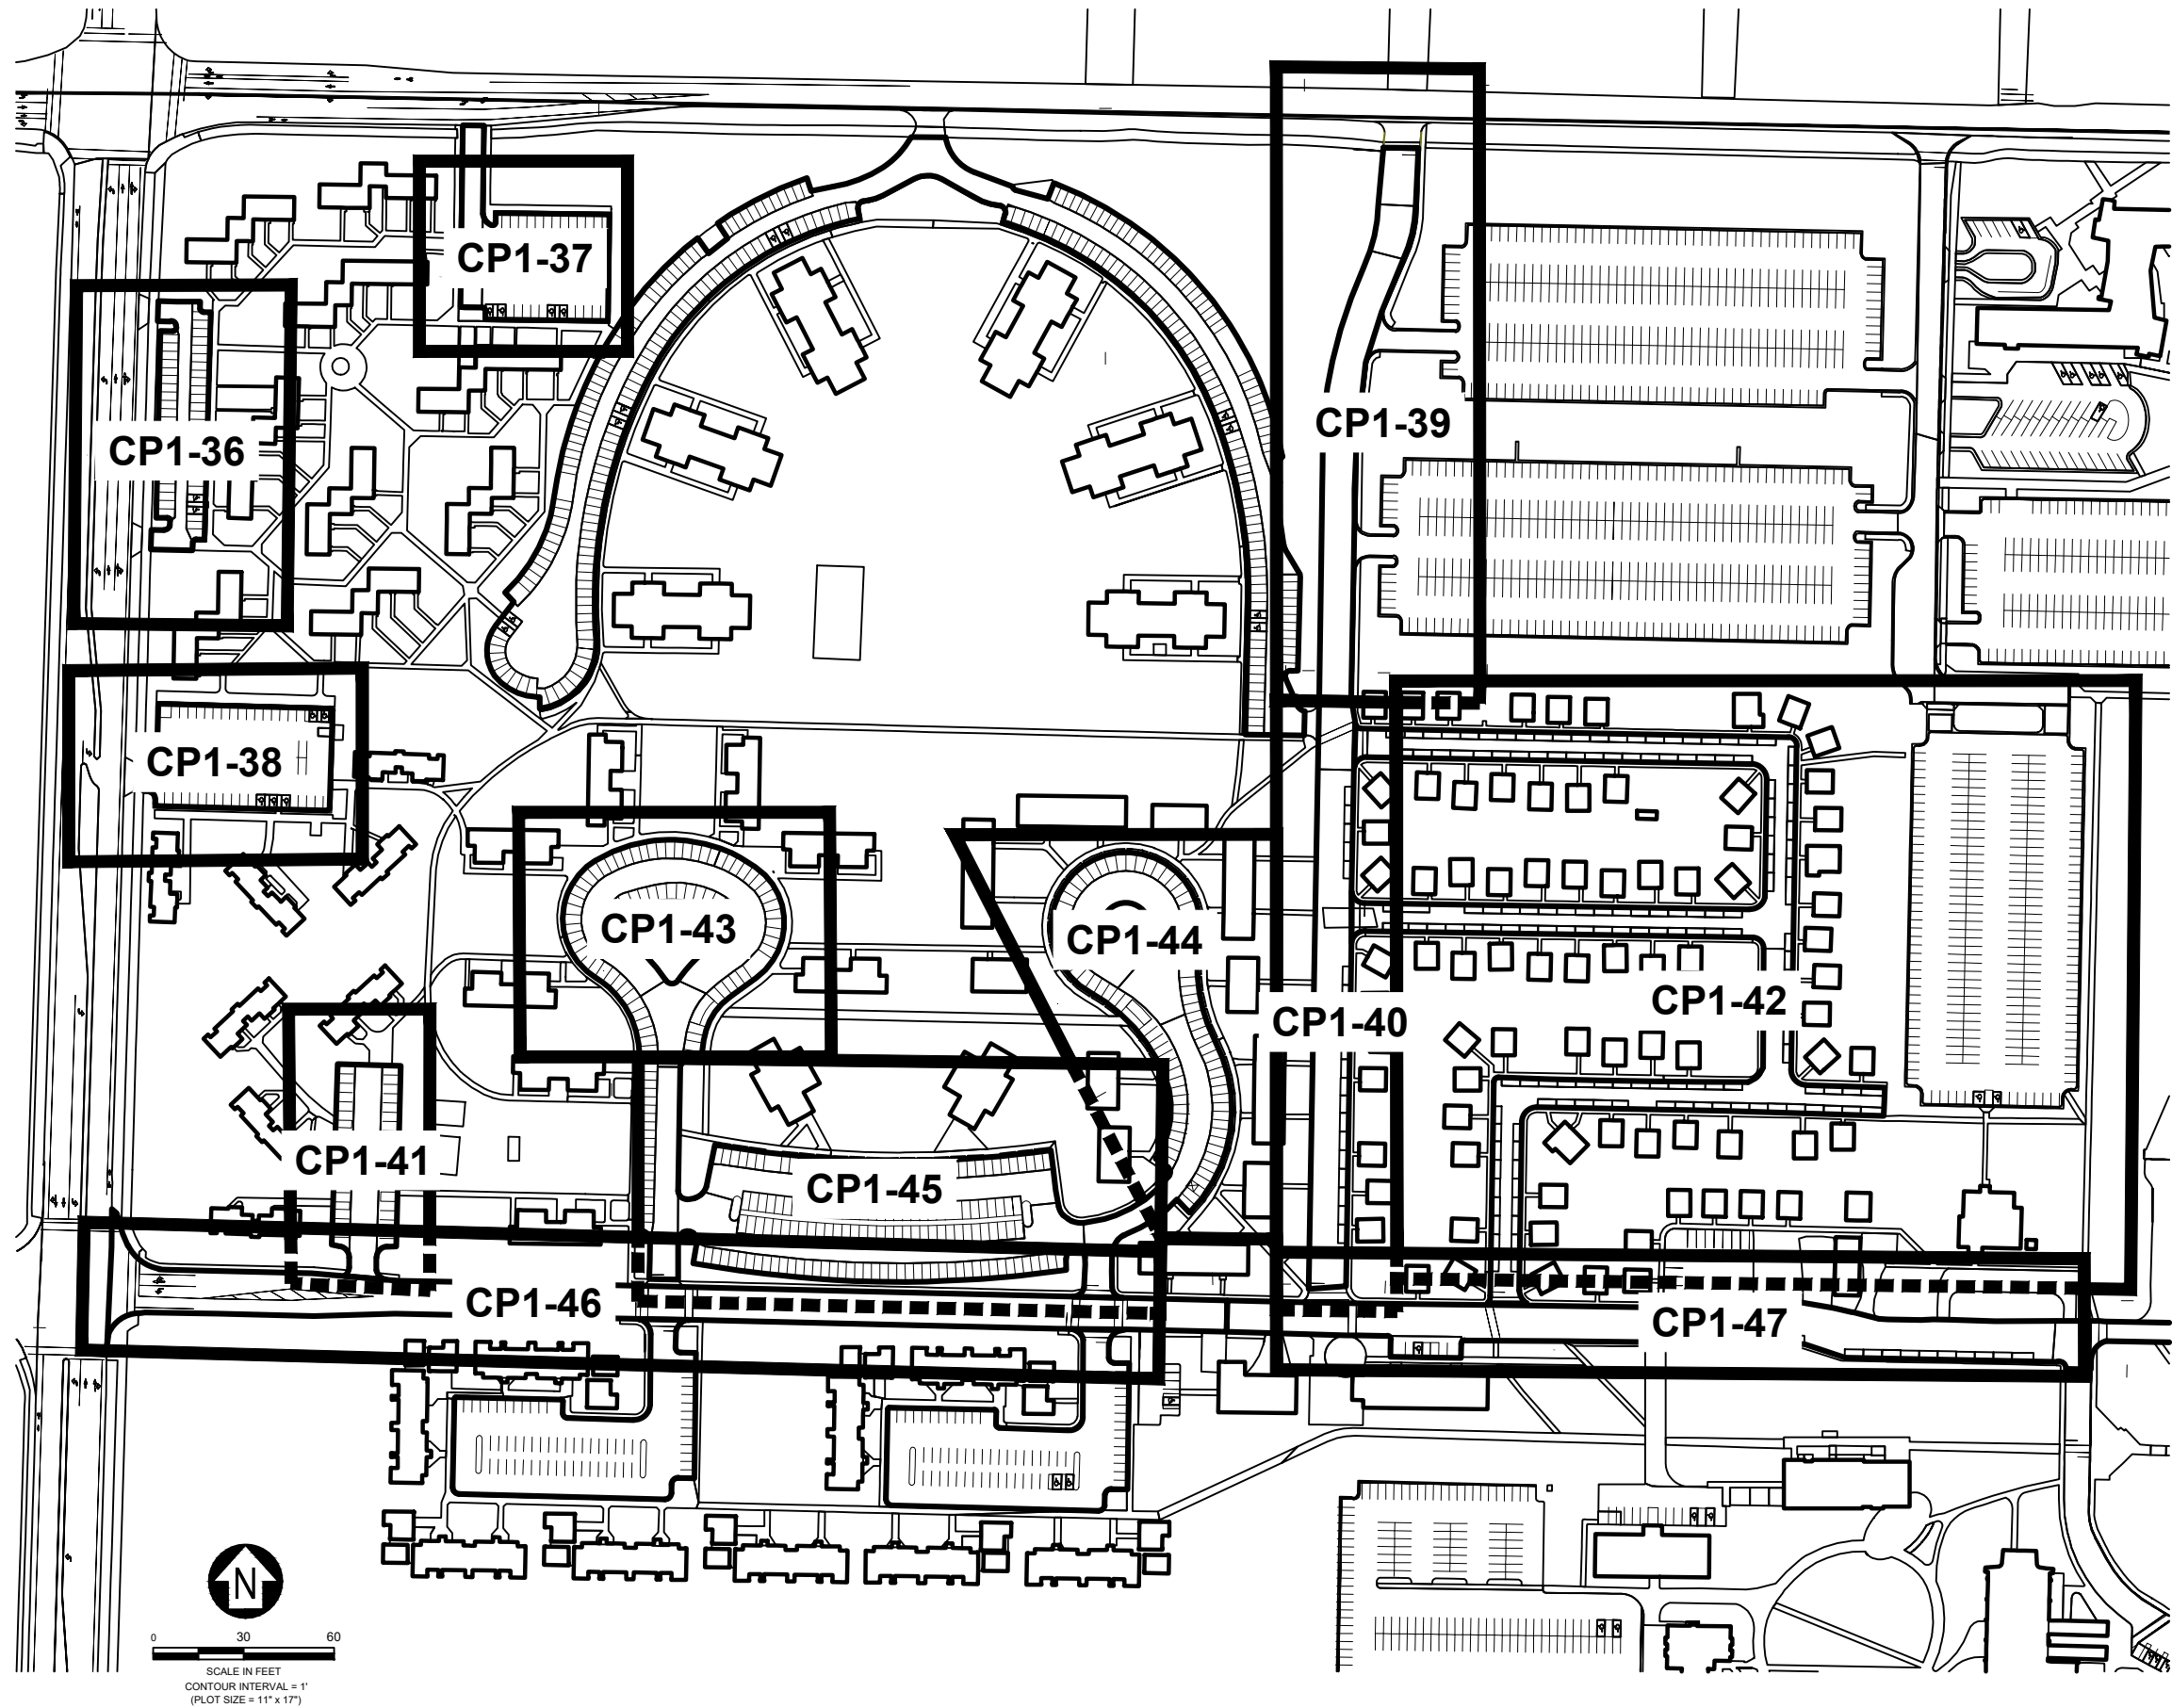 CP1-37
CP1-39
CP1-36
CP1-38
CP1-43
CP1-44
CP1-42
CP1-40
CP1-41
CP1-45
CP1-46
CP1-47
N
0 30 60
SCALE IN FEET
CONTOUR INTERVAL = 1'
(PLOT SIZE = 11" x 17")